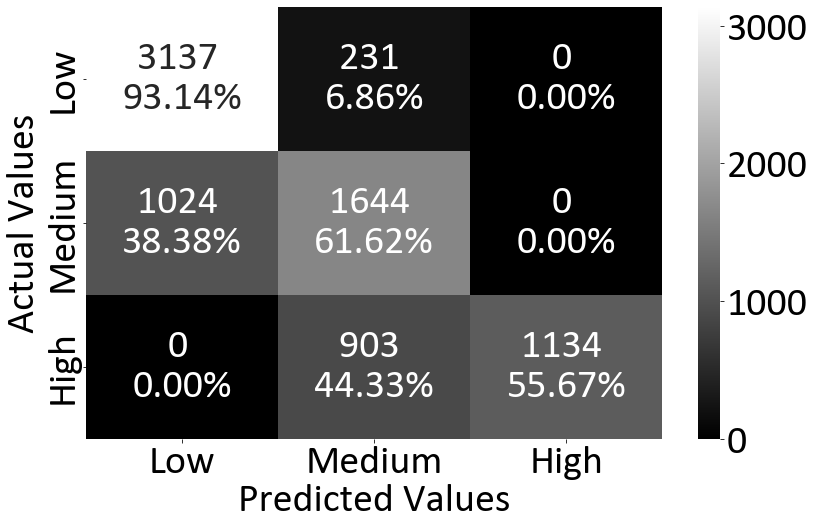 Actual Values
Low
Medium
High
3137
93.14%
231
6.86%
0
0.00%
1024
38.38%
1644
61.62%
0
0.00%
0
0.00%
903
44.33%
1134
55.67%
Low
Medium
High
Predicted Values
3000
2000
1000
0